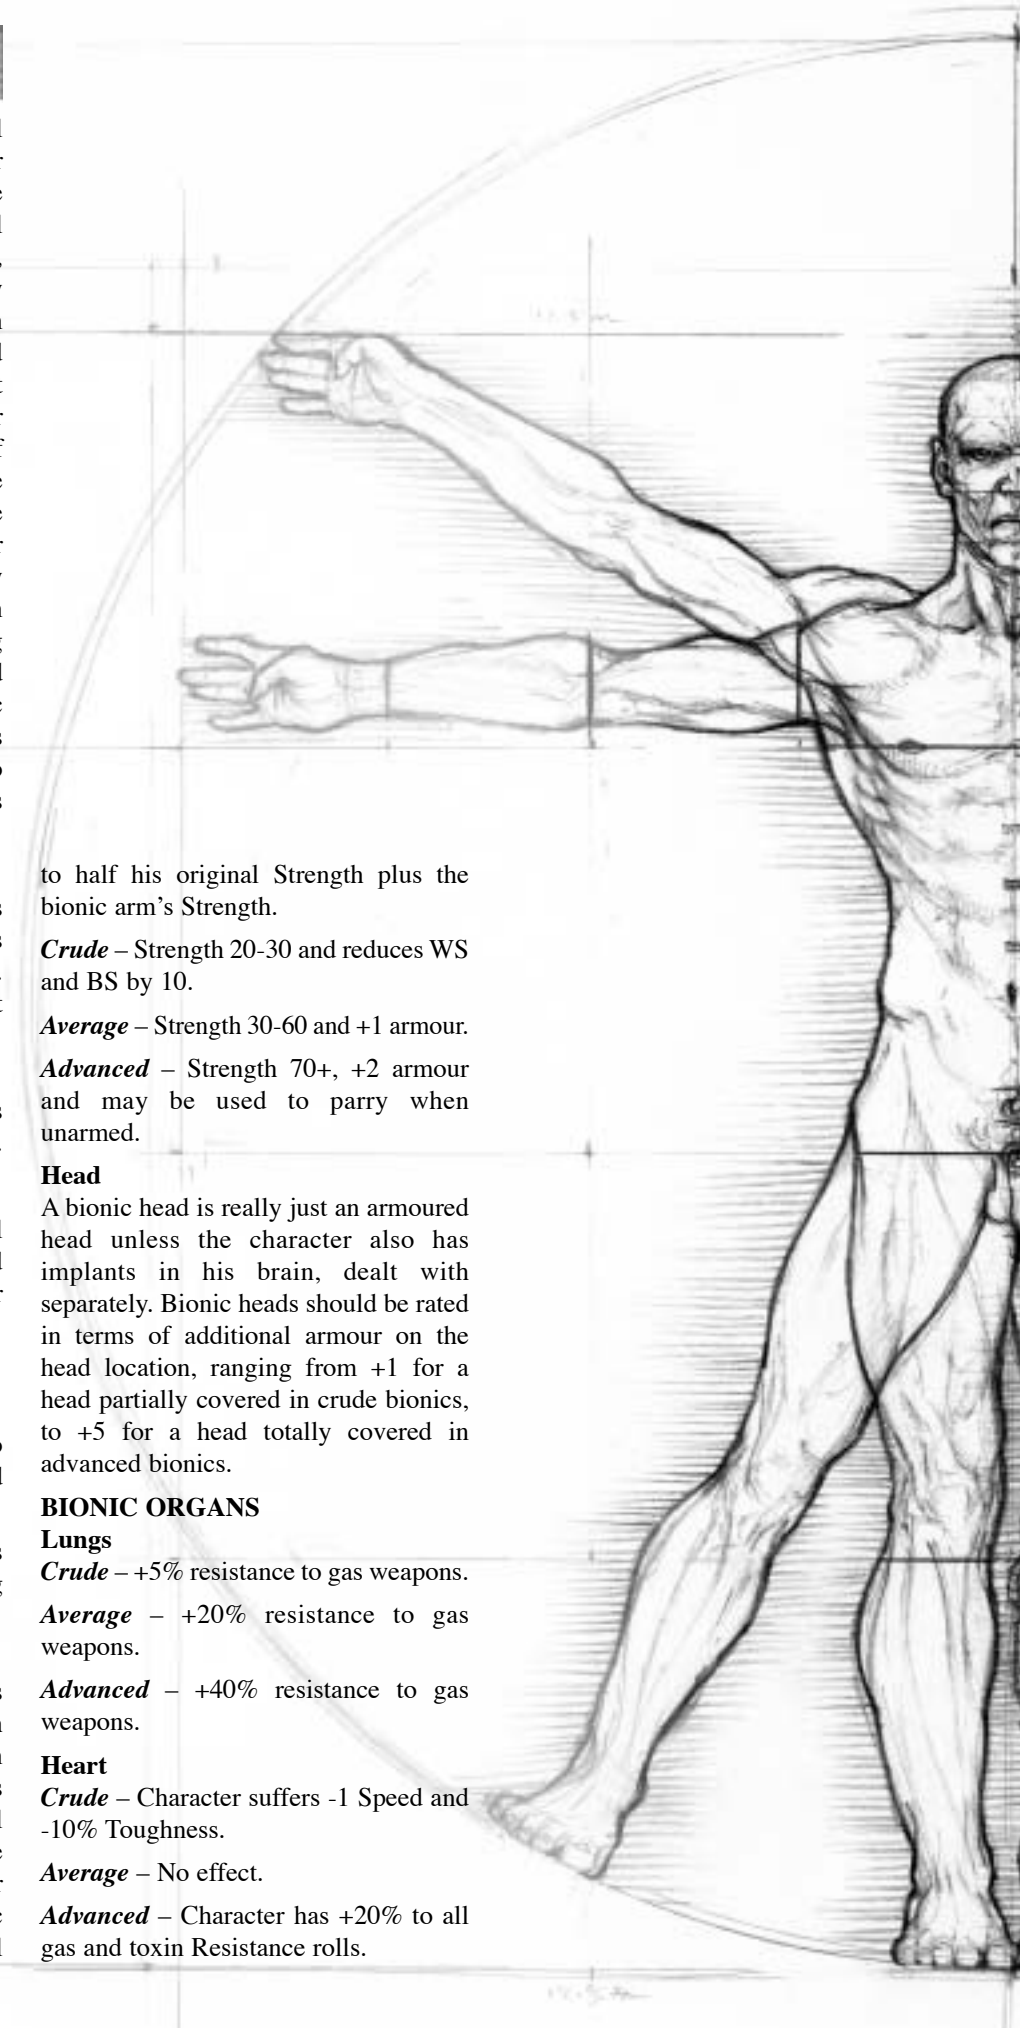 to half his original Strength plus the
bionic arm's Strength.
Crude – Strength 20-30 and reduces WS
and BS by 10.
Average – Strength 30-60 and +1 armour.
Advanced – Strength 70+, +2 armour
and may be used to parry when
unarmed.
Head
A bionic head is really just an armoured
head unless the character also has
implants in his brain, dealt with
separately. Bionic heads should be rated
in terms of additional armour on the
head location, ranging from +1 for a
head partially covered in crude bionics,
to +5 for a head totally covered in
advanced bionics.
BIONIC ORGANS
Lungs
Crude – +5% resistance to gas weapons.
Average – +20% resistance to gas
weapons.
Advanced – +40% resistance to gas
weapons.
Heart
Crude – Character suffers -1 Speed and
-10% Toughness.
Average – No effect.
Advanced – Character has +20% to all
gas and toxin Resistance rolls.